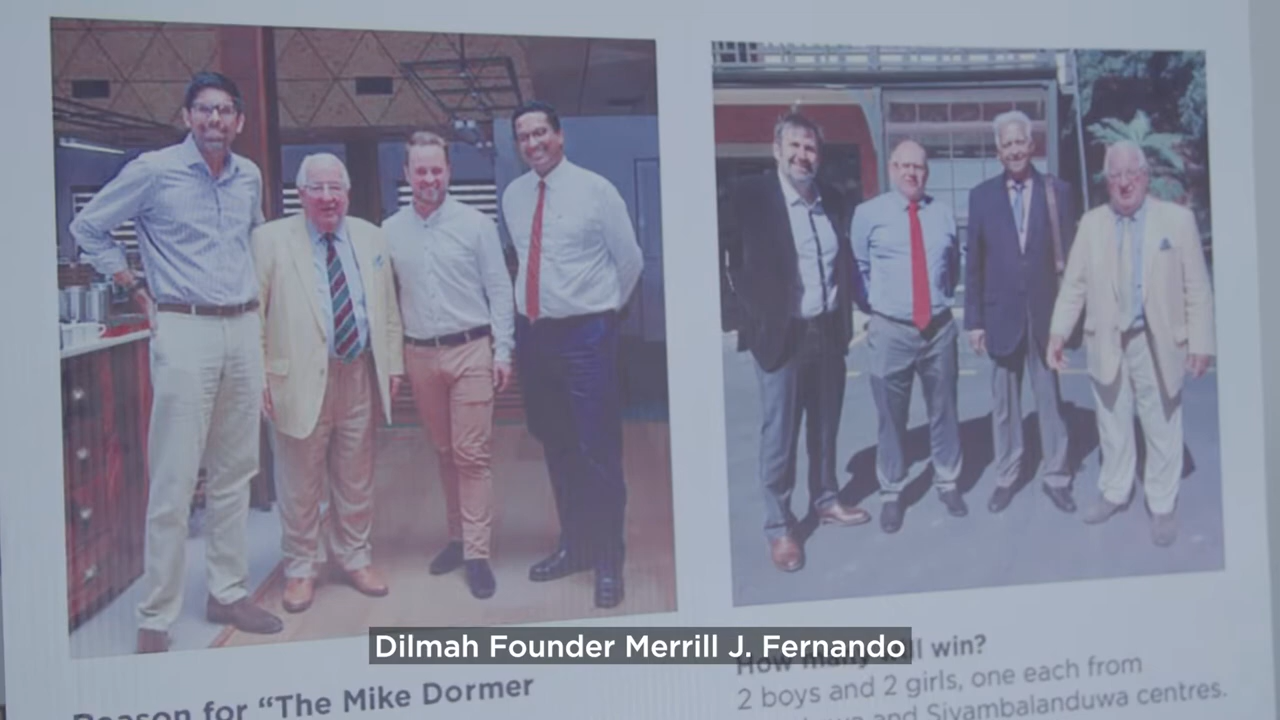 Dilmah Founder Merrill J. Fernando
Reason for “The Mike Dormer
How many will win?
2 boys and 2 girls, one each from
and Siyambalanduwa centres.